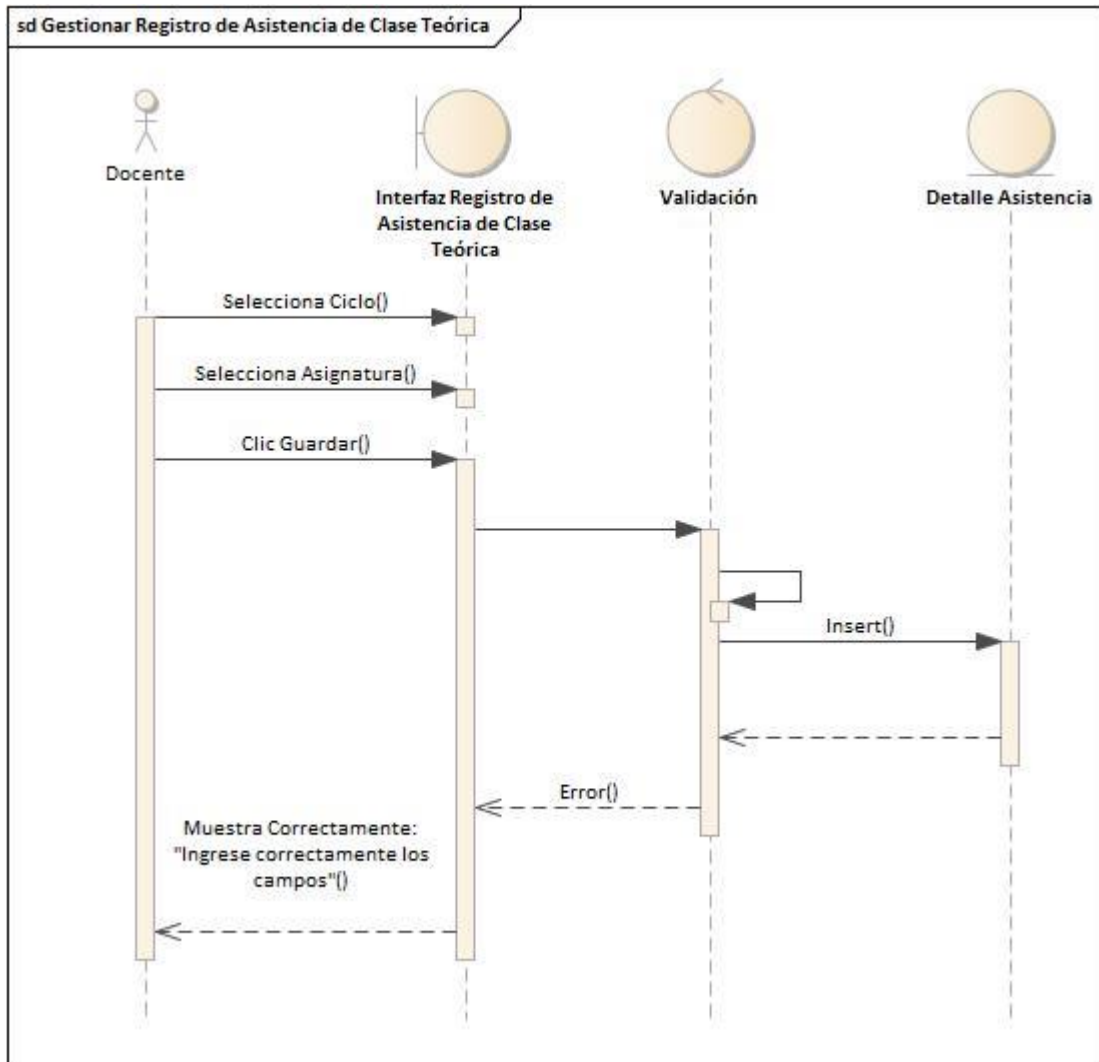 sd Gestionar Registro de Asistencia de Clase Teórica
Docente
Interfaz Registro de
Asistencia de Clase
Teórica
Validación
Detalle Asistencia
Selecciona Ciclo()
Selecciona Asignatura()
Clic Guardar()
Insert()
Error()
Muestra Correctamente:
"Ingrese correctamente los
campos"()